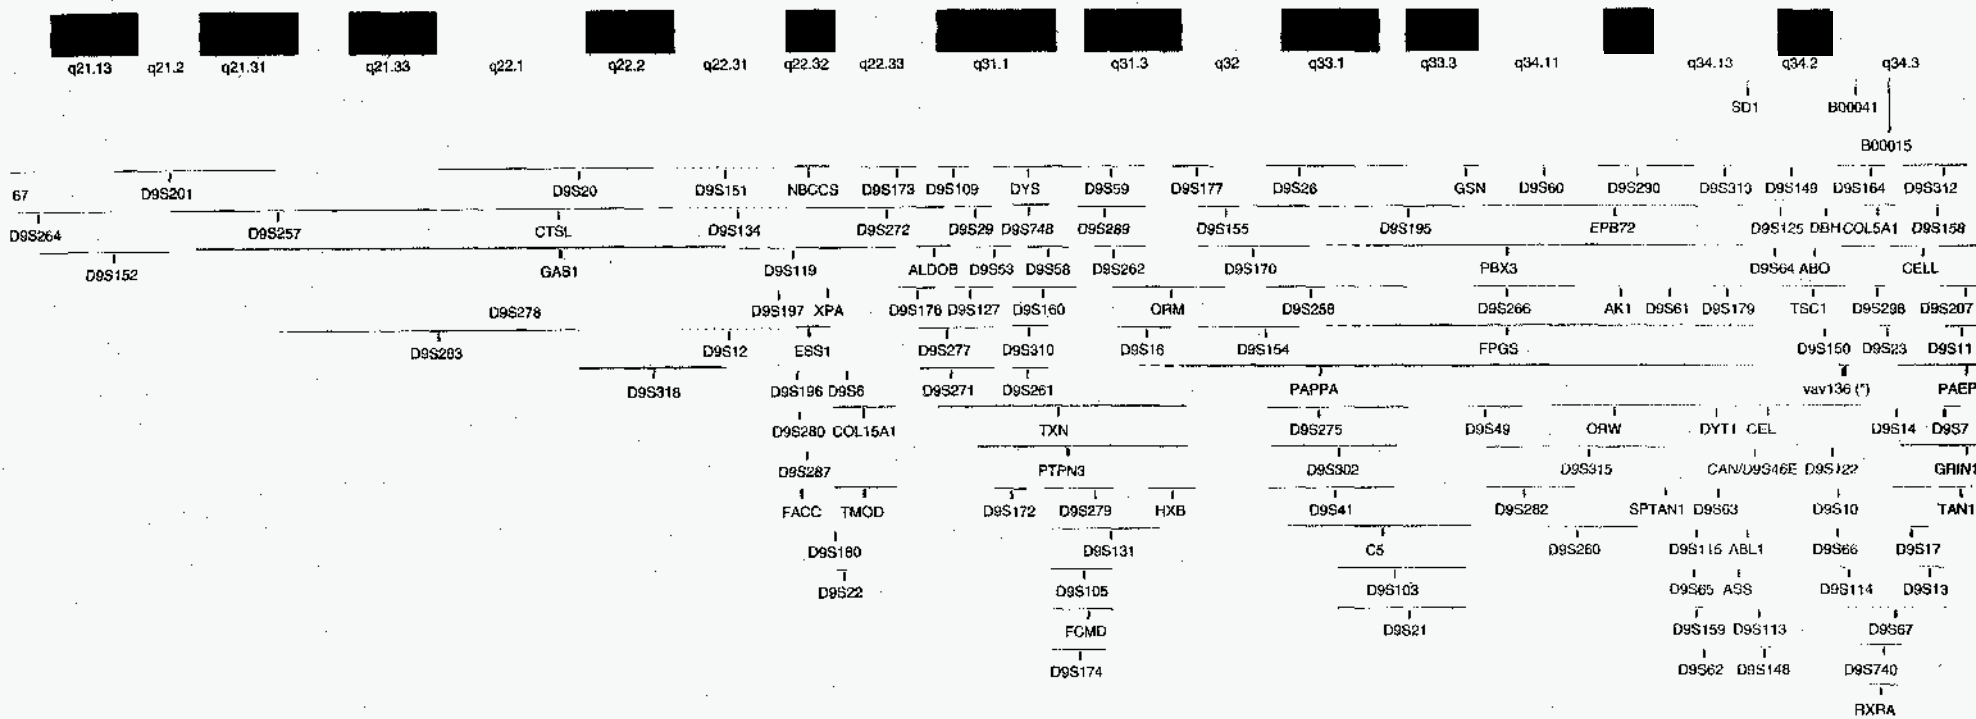 q21.13 q21.2 q21.31 q21.33 q22.1 q22.2 q22.31 q22.32 q22.33 q31.1 q31.3 q32 q33.1 q33.3 q34.11 q34.13 q34.2 q34.3
SD1 B00041
B00015
67 D9S201 D9S20 D9S151 NBCCS D9S173 D9S109 DYS D9S59 D9S177 D9S26 GSN D9S60 D9S290 D9S313 D9S149 D9S164 D9S312
D9S264 D9S257 CTSL D9S134 D9S272 D9S29 D9S748 D9S289 D9S155 D9S195 EPB72 D9S125 DBH COL5A1 D9S158
D9S152 GAS1 D9S119 ALDOB D9S53 D9S58 D9S262 D9S170 PBX3 D9S64 ABO CELL
D9S278 D9S197 XPA D9S176 D9S127 D9S160 ORM D9S258 D9S266 AK1 D9S61 D9S179 TSC1 D9S298 D9S207
D9S283 D9S12 ESS1 D9S277 D9S310 D9S16 D9S154 FPGS D9S150 D9S23 D9S11
D9S318 D9S196 D9S6 D9S271 D9S261 PAPPA vav136 (*) PAEP
D9S280 COL15A1 TXN D9S275 D9S49 ORW DYT1 CEL D9S14 D9S7
D9S287 PTPN3 D9S302 D9S315 CAN/D9S46E D9S122 GRIN1
FACC TMOD D9S172 D9S279 HXB D9S41 D9S282 SPTAN1 D9S63 D9S10 TAN1
D9S180 D9S131 C5 D9S260 D9S115 ABL1 D9S66 D9S17
D9S22 D9S105 D9S103 D9S65 ASS D9S114 D9S13
FCMD D9S21 D9S159 D9S113 D9S67
D9S174 D9S62 D9S148 D9S740
RXRA